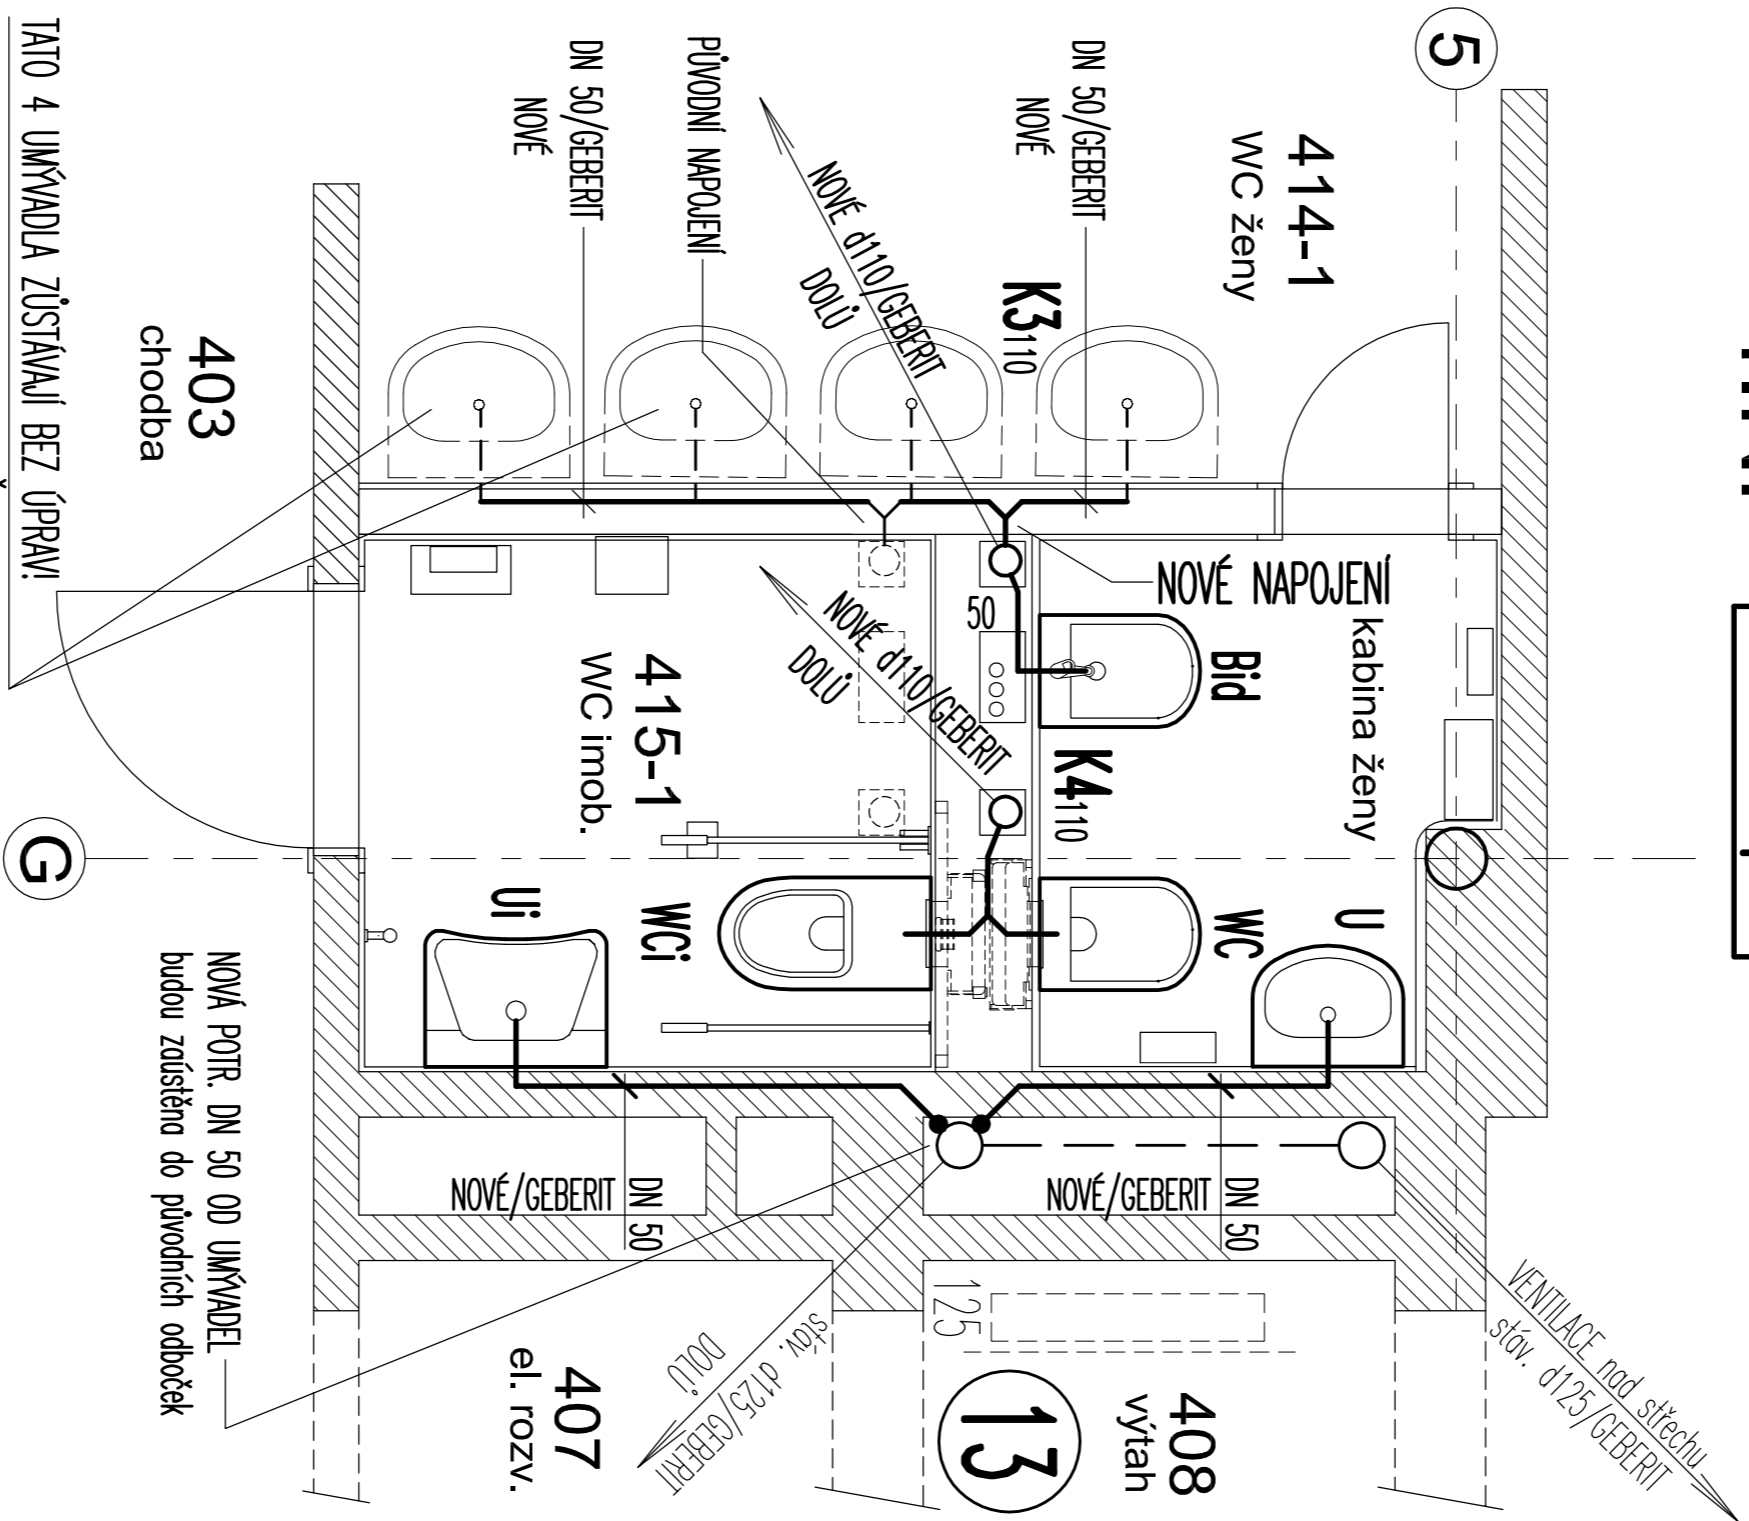 5
414-1
WC ženy
DN 50/GEBERIT
NOVÉ
K3110
NOVÉ d110/GEBERIT
DOLŮ
PŮVODNÍ NAPOJENÍ
DN 50/GEBERIT
NOVÉ
403
chodba
TATO 4 UMÝVADLA ZŮSTÁVAJÍ BEZ ÚPRAV!
NOVÉ NAPOJENÍ
kabina ženy
Bid
50
K4110
NOVÉ d110/GEBERIT
DOLŮ
415-1
WC imob.
U
WC
WCi
Ui
G
NOVÁ POTR. DN 50 OD UMÝVADEL
budou zaústěna do původních odboček
DN 50
NOVÉ/GEBERIT
DN 50
NOVÉ/GEBERIT
VENTILACE nad střechu
stáv. d125/GEBERIT
408
výtah
125
13
stáv. d125/GEBERIT
DOLŮ
407
el. rozv.